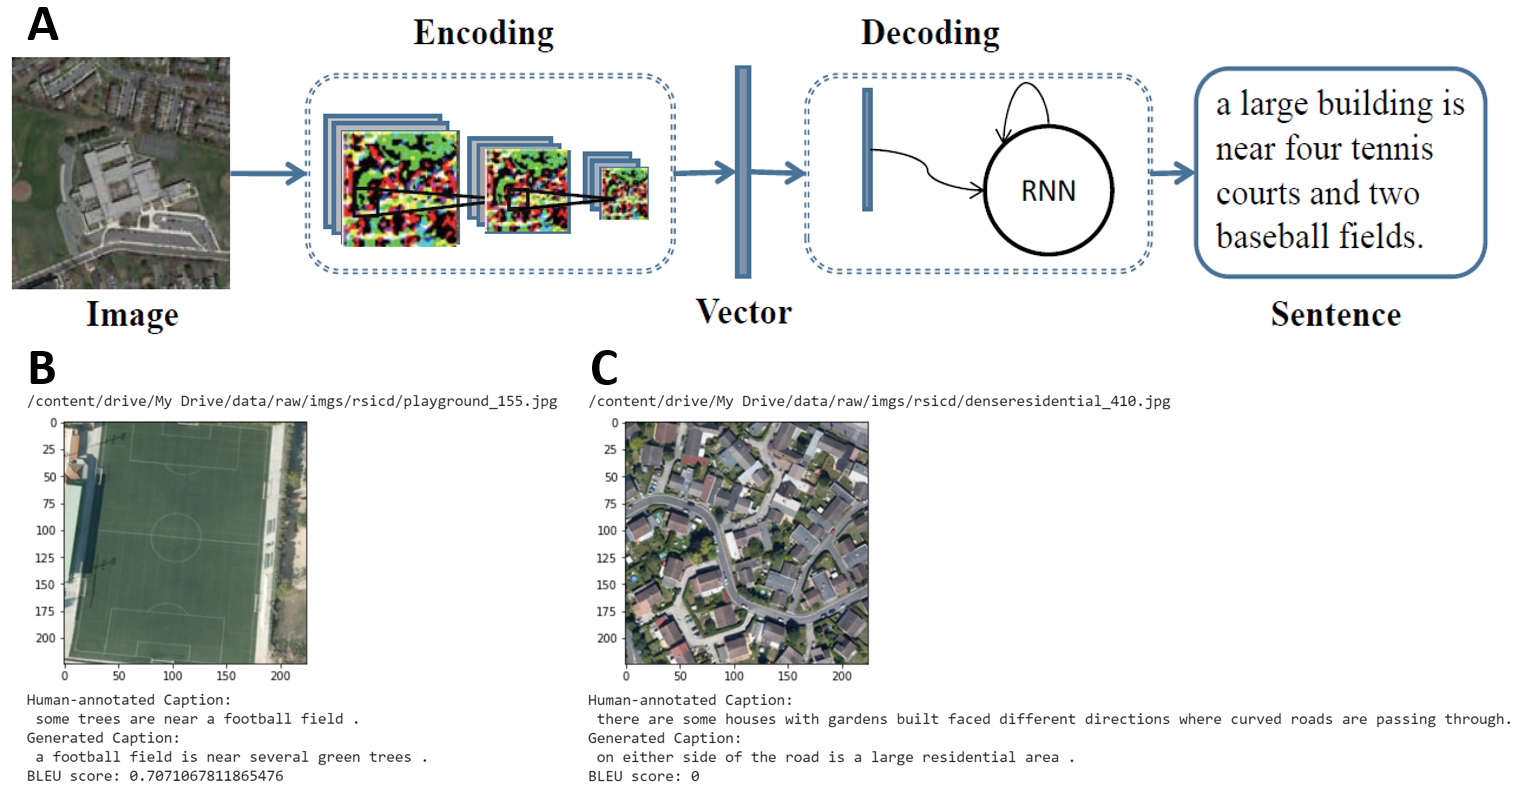 A
Encoding
Decoding
RNN
a large building is
near four tennis
courts and two
baseball fields.
Image
Vector
Sentence
B
/content/drive/My Drive/data/raw/imgs/rsicd/playground_155.jpg
0
25
50
75
100
125
150
175
200
0 50 100 150 200
Human-annotated Caption:
some trees are near a football field .
Generated Caption:
a football field is near several green trees .
BLEU score: 0.7071067811865476
C
/content/drive/My Drive/data/raw/imgs/rsicd/denseresidential_410.jpg
0
25
50
75
100
125
150
175
200
0 50 100 150 200
Human-annotated Caption:
there are some houses with gardens built faced different directions where curved roads are passing through.
Generated Caption:
on either side of the road is a large residential area .
BLEU score: 0